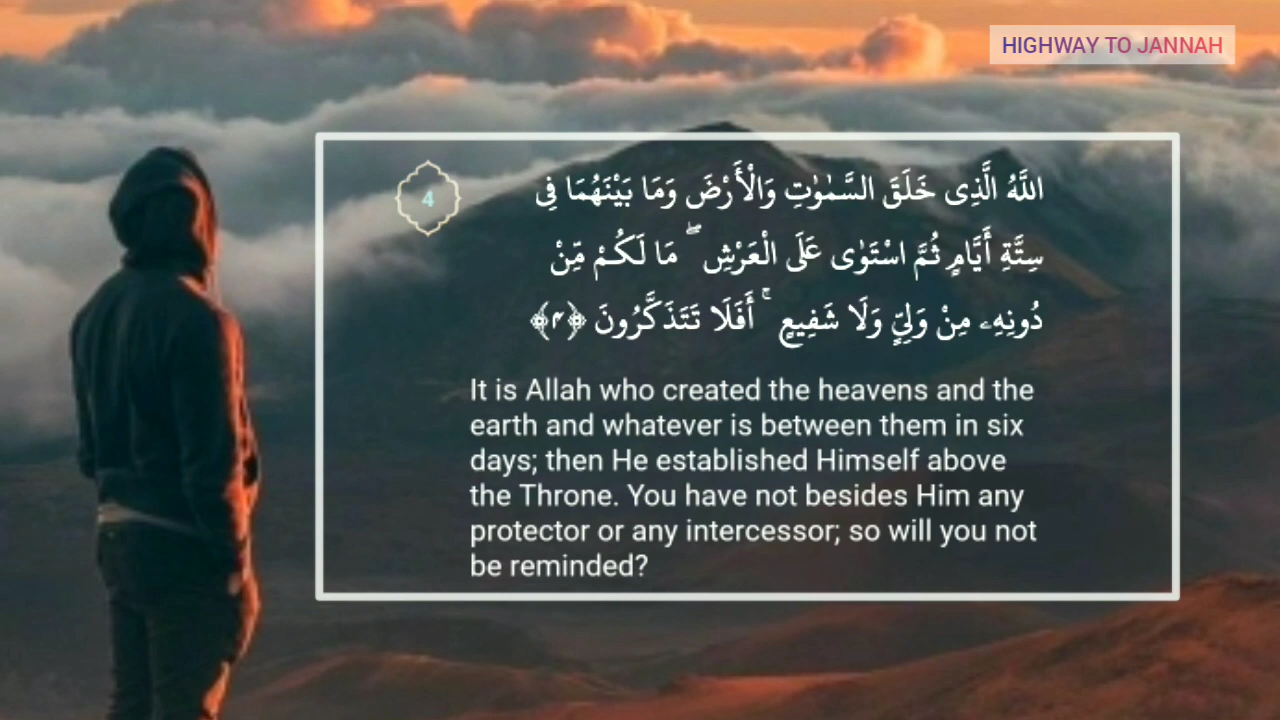 HIGHWAY TO JANNAH
4
اللَّهُ الَّذِى خَلَقَ السَّمٰوٰتِ وَالْأَرْضَ وَمَا بَيْنَهُمَا فِى
سِتَّةِ أَيَّامٍ ثُمَّ اسْتَوٰى عَلَى الْعَرْشِ ۖ مَا لَكُمْ مِّنْ
دُونِهِۦ مِنْ وَلِىٍّ وَلَا شَفِيعٍ ۚ أَفَلَا تَتَذَكَّرُونَ ﴿۴﴾
It is Allah who created the heavens and the
earth and whatever is between them in six
days; then He established Himself above
the Throne. You have not besides Him any
protector or any intercessor; so will you not
be reminded?